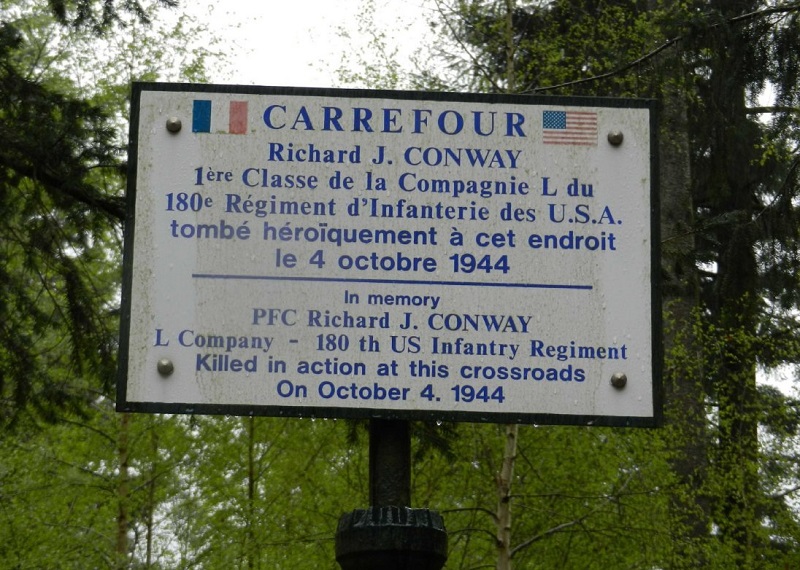 CARREFOUR
Richard J. CONWAY
1ère Classe de la Compagnie L du
180e Régiment d'Infanterie des U.S.A.
tombé héroïquement à cet endroit
le 4 octobre 1944
In memory
PFC Richard J. CONWAY
L Company - 180 th US Infantry Regiment
Killed in action at this crossroads
On October 4. 1944